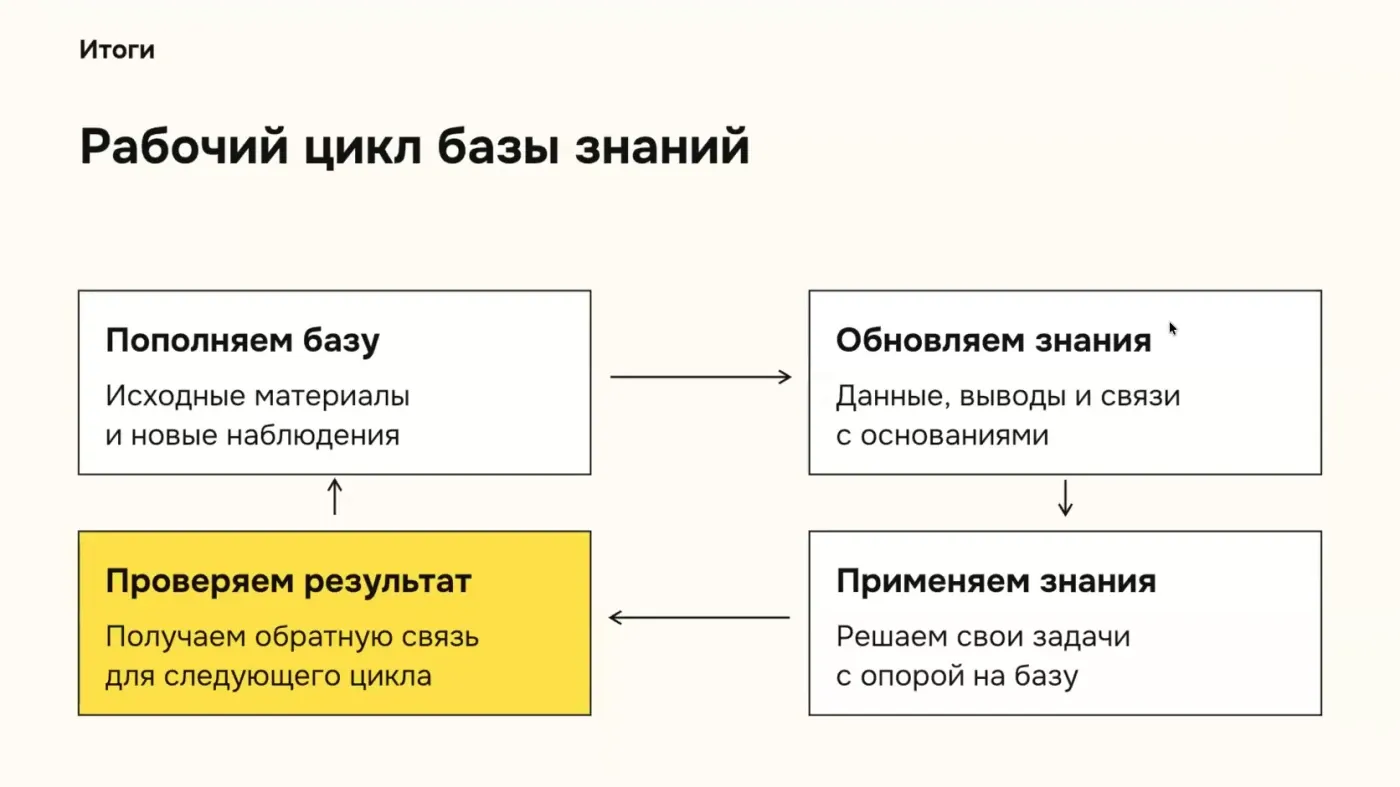 Итоги
Рабочий цикл базы знаний
Пополняем базу
Исходные материалы
и новые наблюдения
Обновляем знания
Данные, выводы и связи
с основаниями
Проверяем результат
Получаем обратную связь
для следующего цикла
Применяем знания
Решаем свои задачи
с опорой на базу